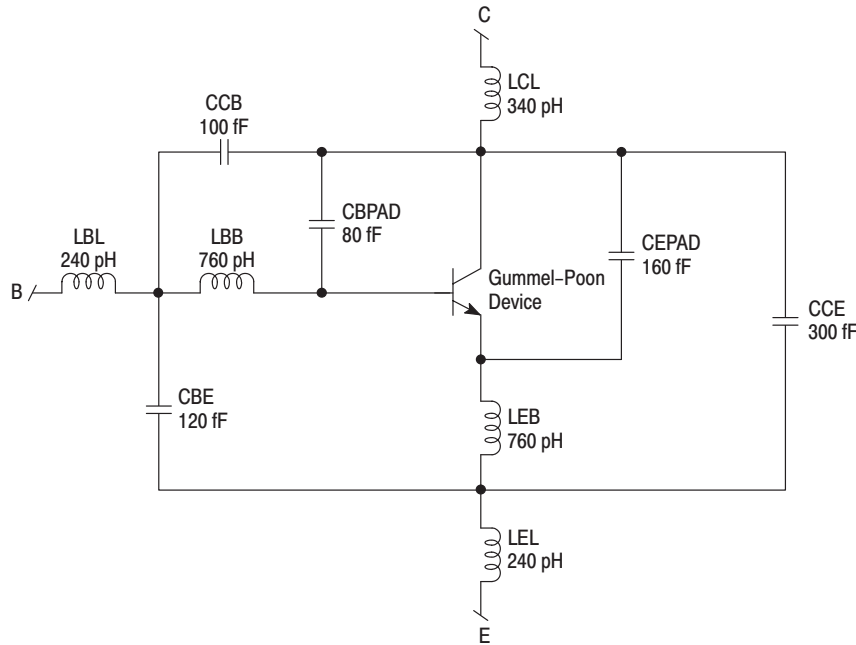 C
LCL
340 pH
CCB
100 fF
CBPAD
80 fF
CEPAD
160 fF
LBL
240 pH
LBB
760 pH
B
Gummel–Poon
Device
CCE
300 fF
CBE
120 fF
LEB
760 pH
LEL
240 pH
E